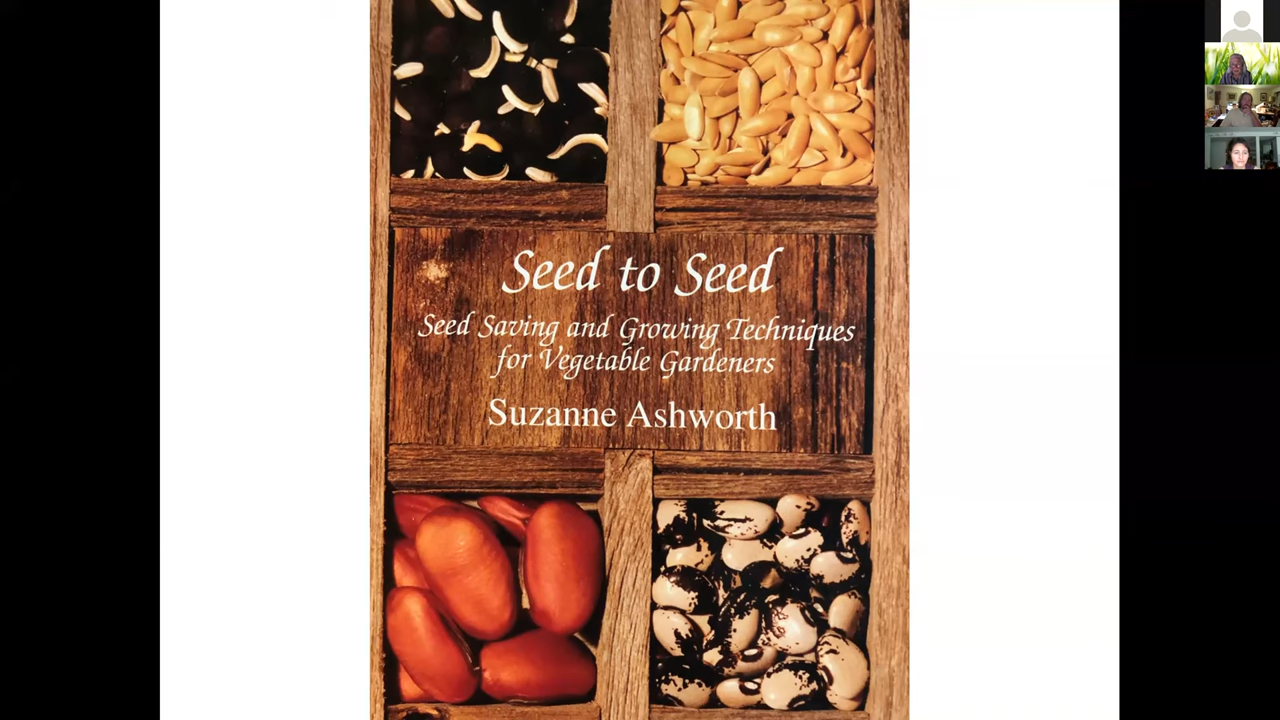 Seed to Seed
Seed Saving and Growing Techniques
for Vegetable Gardeners
Suzanne Ashworth